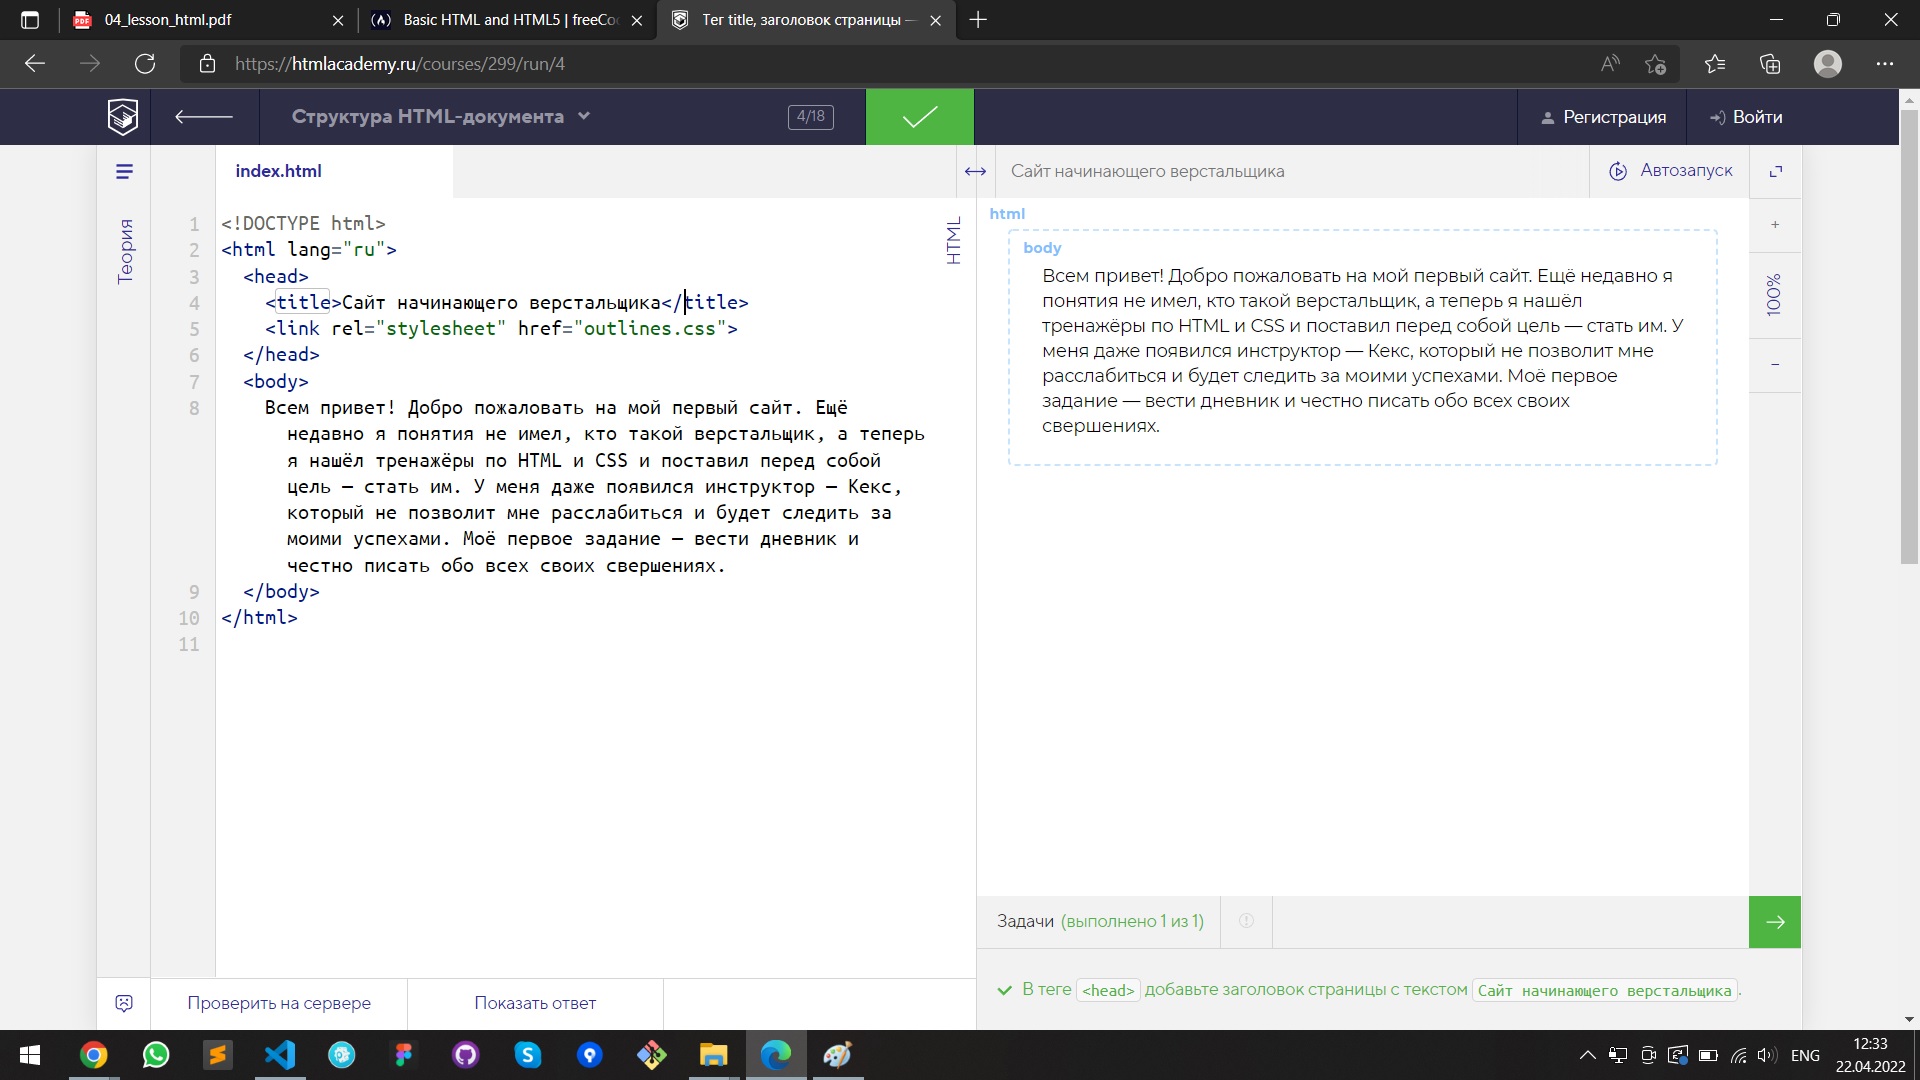 04_lesson_html.pdf
Basic HTML and HTML5 | freeCo
Тег title, заголовок страницы —
https://htmlacademy.ru/courses/299/run/4
Структура HTML-документа
4/18
Регистрация
Войти
index.html
Сайт начинающего верстальщика
Автозапуск
Теория
HTML
1 <!DOCTYPE html>
2 <html lang="ru">
3 <head>
4 <title>Сайт начинающего верстальщика</title>
5 <link rel="stylesheet" href="outlines.css">
6 </head>
7 <body>
8 Всем привет! Добро пожаловать на мой первый сайт. Ещё
недавно я понятия не имел, кто такой верстальщик, а теперь
я нашёл тренажёры по HTML и CSS и поставил перед собой
цель — стать им. У меня даже появился инструктор — Кекс,
который не позволит мне расслабиться и будет следить за
моими успехами. Моё первое задание — вести дневник и
честно писать обо всех своих свершениях.
9 </body>
10 </html>
11
html
body
Всем привет! Добро пожаловать на мой первый сайт. Ещё недавно я
понятия не имел, кто такой верстальщик, а теперь я нашёл
тренажёры по HTML и CSS и поставил перед собой цель — стать им. У
меня даже появился инструктор — Кекс, который не позволит мне
расслабиться и будет следить за моими успехами. Моё первое
задание — вести дневник и честно писать обо всех своих
свершениях.
+
100%
−
Задачи (выполнено 1 из 1)
В теге <head> добавьте заголовок страницы с текстом Сайт начинающего верстальщика.
Проверить на сервере
Показать ответ
ENG
12:33
22.04.2022